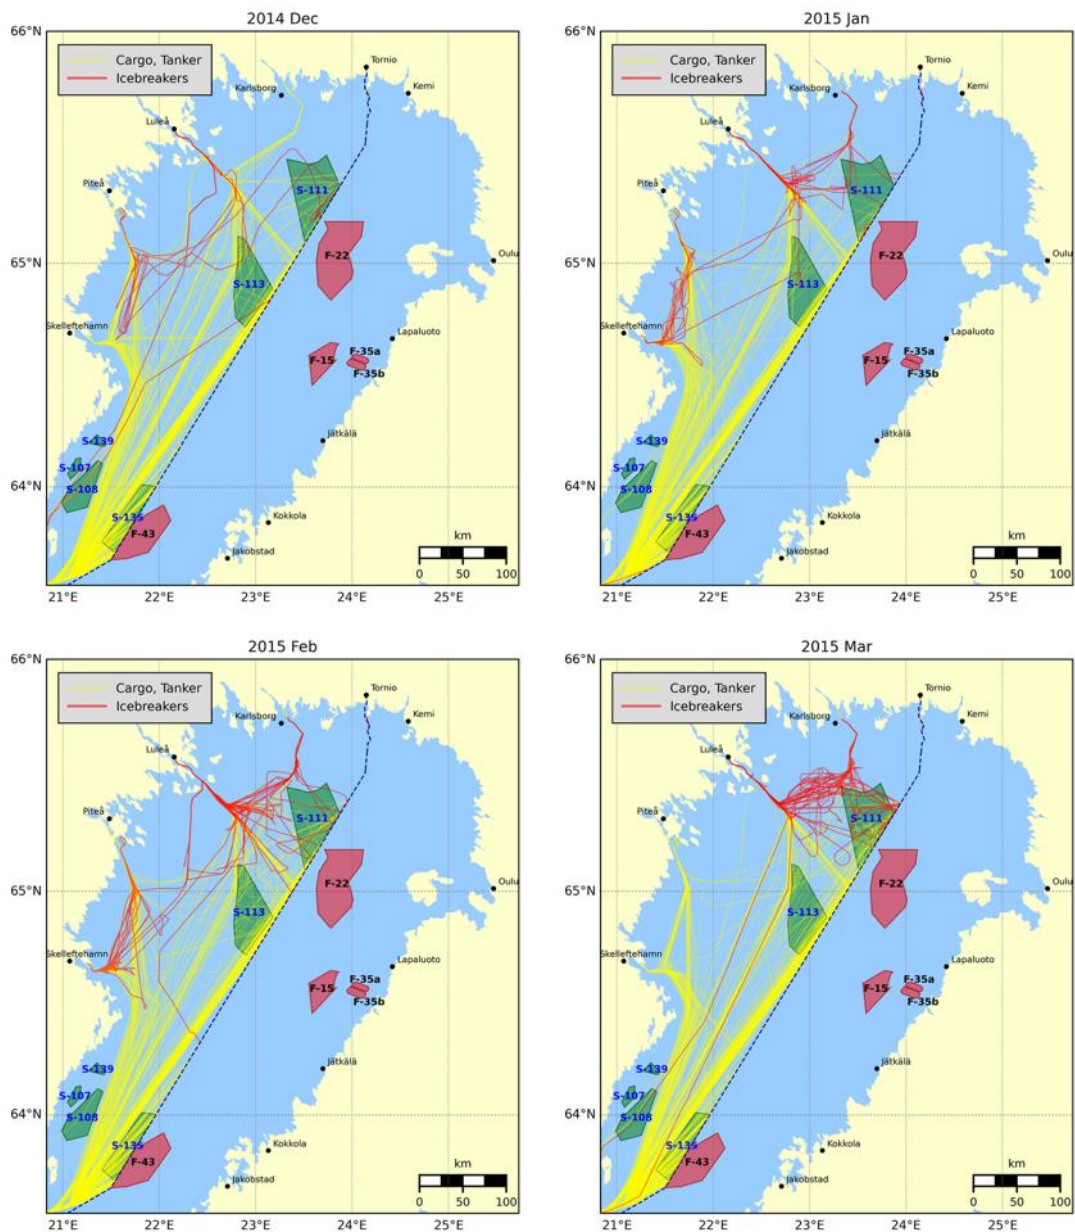 2014 Dec
66°N
Cargo, Tanker
Icebreakers
Tornio
Karlsborg
Kemi
Luleå
Piteå
S-111
F-22
Oulu
65°N
S-113
Skelleftehamn
Lapaluoto
F-15
F-35a
F-35b
S-139
Jätkälä
S-107
S-108
64°N
S-135
F-43
Kokkola
Jakobstad
km
0 50 100
21°E 22°E 23°E 24°E 25°E
2015 Jan
66°N
Cargo, Tanker
Icebreakers
Tornio
Karlsborg
Kemi
Luleå
Piteå
S-111
F-22
Oulu
65°N
S-113
Skelleftehamn
Lapaluoto
F-15
F-35a
F-35b
S-139
Jätkälä
S-107
S-108
64°N
S-135
F-43
Kokkola
Jakobstad
km
0 50 100
21°E 22°E 23°E 24°E 25°E
2015 Feb
66°N
Cargo, Tanker
Icebreakers
Tornio
Karlsborg
Kemi
Luleå
Piteå
S-111
F-22
Oulu
65°N
S-113
Skelleftehamn
Lapaluoto
F-15
F-35a
F-35b
S-139
Jätkälä
S-107
S-108
64°N
S-135
F-43
Kokkola
Jakobstad
km
0 50 100
21°E 22°E 23°E 24°E 25°E
2015 Mar
66°N
Cargo, Tanker
Icebreakers
Tornio
Karlsborg
Kemi
Luleå
Piteå
S-111
F-22
Oulu
65°N
S-113
Skelleftehamn
Lapaluoto
F-15
F-35a
F-35b
S-139
Jätkälä
S-107
S-108
64°N
S-135
F-43
Kokkola
Jakobstad
km
0 50 100
21°E 22°E 23°E 24°E 25°E